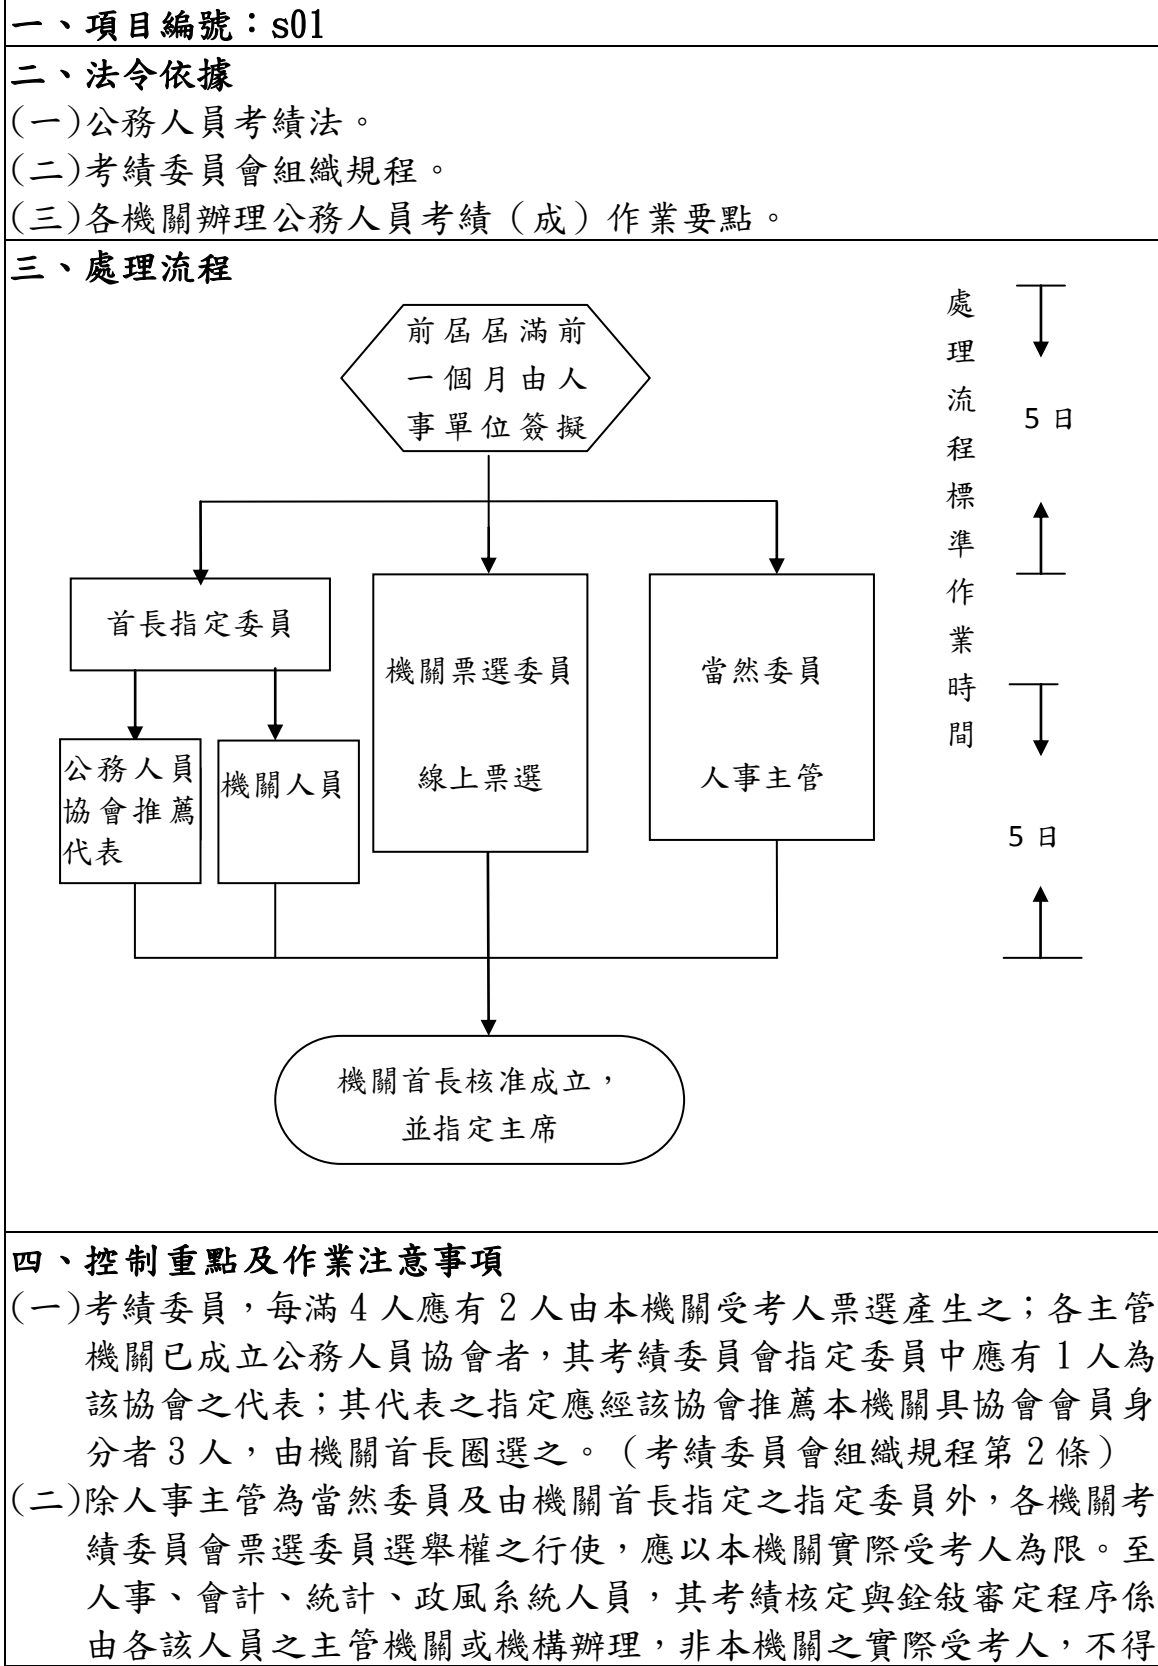 一、項目編號：s01
二、法令依據
(一)公務人員考績法。
(二)考績委員會組織規程。
(三)各機關辦理公務人員考績（成）作業要點。
三、處理流程
前屆屆滿前
一個月由人
事單位簽擬
首長指定委員
公務人員
協會推薦
代表
機關人員
機關票選委員
線上票選
當然委員
人事主管
機關首長核准成立，
並指定主席
處理流程標準作業時間
5日
5日
四、控制重點及作業注意事項
(一)考績委員，每滿4人應有2人由本機關受考人票選產生之；各主管
機關已成立公務人員協會者，其考績委員會指定委員中應有1人為
該協會之代表；其代表之指定應經該協會推薦本機關具協會會員身
分者3人，由機關首長圈選之。（考績委員會組織規程第2條）
(二)除人事主管為當然委員及由機關首長指定之指定委員外，各機關考
績委員會票選委員選舉權之行使，應以本機關實際受考人為限。至
人事、會計、統計、政風系統人員，其考績核定與銓敍審定程序係
由各該人員之主管機關或機構辦理，非本機關之實際受考人，不得